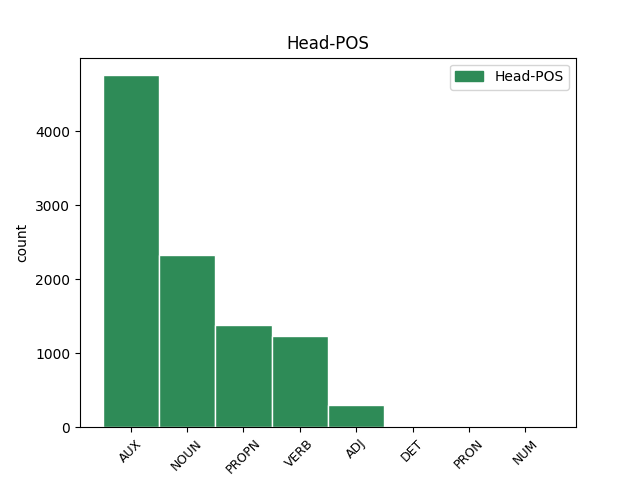 Head-POS
Head-POS
count
4000
3000
2000
1000
0
AUX NOUN PROPN VERB ADJ DET PRON NUM